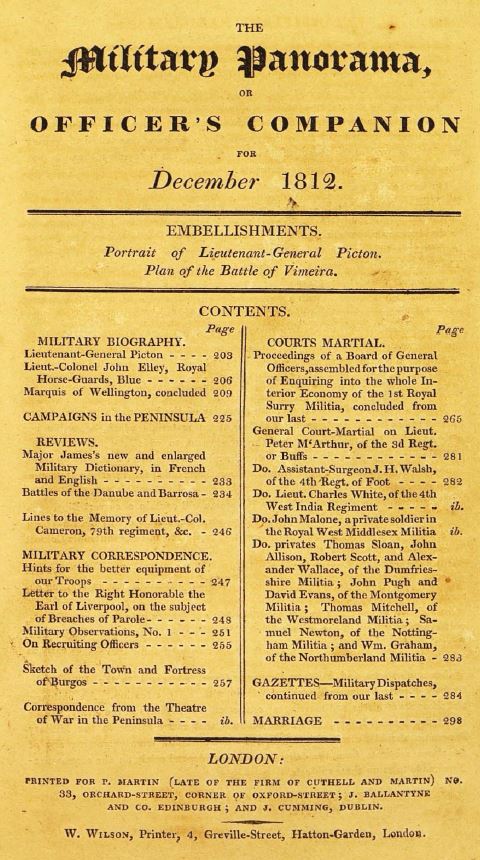 THE
Military Panorama,
OR
OFFICER'S COMPANION
FOR
December 1812.
EMBELLISHMENTS.
Portrait of Lieutenant-General Picton.
Plan of the Battle of Vimeira.
CONTENTS.
Page
MILITARY BIOGRAPHY.
Lieutenant-General Picton - - - - 203
Lieut.-Colonel John Elley, Royal
Horse-Guards, Blue - - - - - - 206
Marquis of Wellington, concluded 209
CAMPAIGNS in the PENINSULA 225
REVIEWS.
Major James's new and enlarged
Military Dictionary, in French
and English - - - - - - - - - 233
Battles of the Danube and Barrosa - 234
Lines to the Memory of Lieut.-Col.
Cameron, 79th regiment, &c. - 246
MILITARY CORRESPONDENCE.
Hints for the better equipment of
our Troops - - - - - - - - - - 247
Letter to the Right Honorable the
Earl of Liverpool, on the subject
of Breaches of Parole - - - - - 248
Military Observations, No. 1 - - - 251
On Recruiting Officers - - - - - - 255
Sketch of the Town and Fortress
of Burgos - - - - - - - - - - 257
Correspondence from the Theatre
of War in the Peninsula - - - - ib.
Page
COURTS MARTIAL.
Proceedings of a Board of General
Officers, assembled for the purpose
of Enquiring into the whole In-
terior Economy of the 1st Royal
Surry Militia, concluded from
our last - - - - - - - - - - - 265
General Court-Martial on Lieut.
Peter M'Arthur, of the 3d Regt.
or Buffs - - - - - - - - - - - 281
Do. Assistant-Surgeon J. H. Walsh,
of the 4th Regt. of Foot - - - - 282
Do. Lieut. Charles White, of the 4th
West India Regiment - - - - - ib.
Do. John Malone, a private soldier in
the Royal West Middlesex Militia ib.
Do. privates Thomas Sloan, John
Allison, Robert Scott, and Alex-
ander Wallace, of the Dumfries-
shire Militia; John Pugh and
David Evans, of the Montgomery
Militia; Thomas Mitchell, of
the Westmoreland Militia; Sa-
muel Newton, of the Notting-
ham Militia; and Wm. Graham,
of the Northumberland Militia - 283
GAZETTES—Military Dispatches,
continued from our last - - - - 284
MARRIAGE - - - - - - - - - - 298
LONDON:
PRINTED FOR P. MARTIN (LATE OF THE FIRM OF CUTHELL AND MARTIN) NO.
33, ORCHARD-STREET, CORNER OF OXFORD-STREET; J. BALLANTYNE
AND CO. EDINBURGH; AND J. CUMMING, DUBLIN.
W. WILSON, Printer, 4, Greville-Street, Hatton-Garden, London.